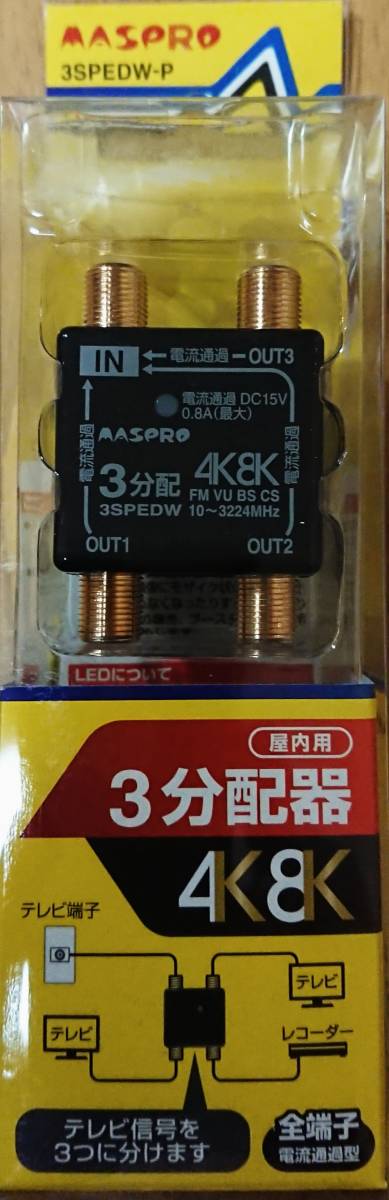 MASPRO
3SPEDW-P
IN
電流通過
OUT3
電流通過 DC15V
0.8A(最大)
MASPRO
電流通過
電流通過
3分配
4K8K
3SPEDW
FM VU BS CS
10～3224MHz
OUT1
OUT2
LEDについて
屋内用
3分配器
4K8K
テレビ端子
テレビ
テレビ
レコーダー
テレビ信号を
3つに分けます
全端子
電流通過型